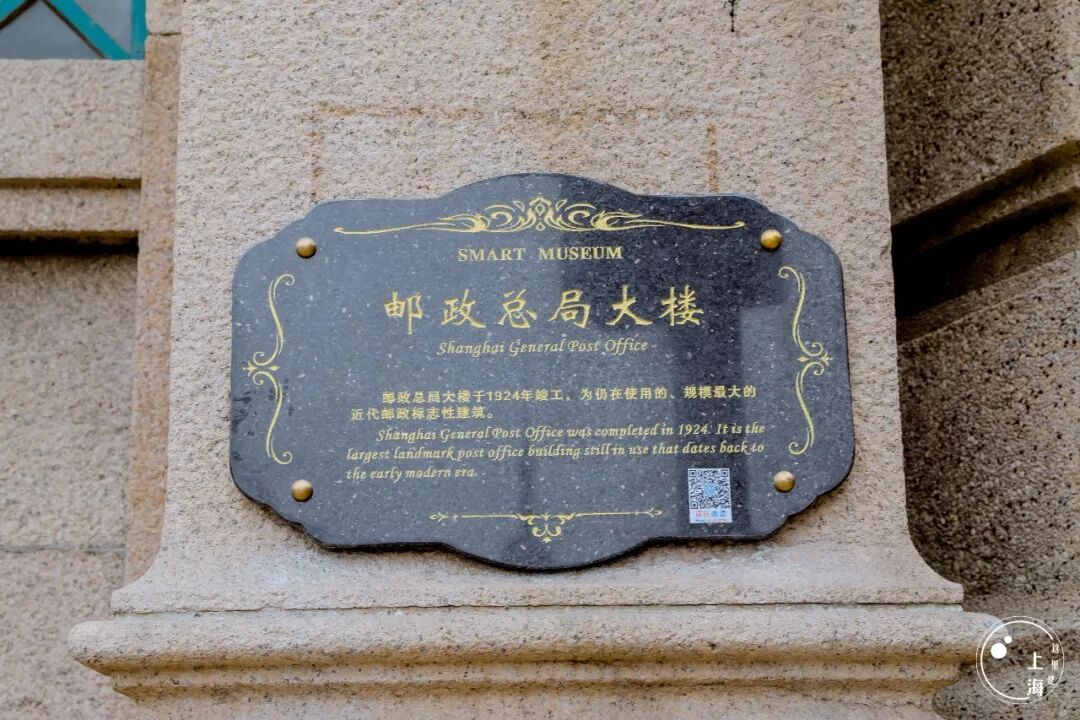 SMART MUSEUM
邮政总局大楼
Shanghai General Post Office
邮政总局大楼于1924年竣工，为仍在使用的、规模最大的
近代邮政标志性建筑。
Shanghai General Post Office was completed in 1924. It is the
largest landmark post office building still in use that dates back to
the early modern era.
这里是
上海